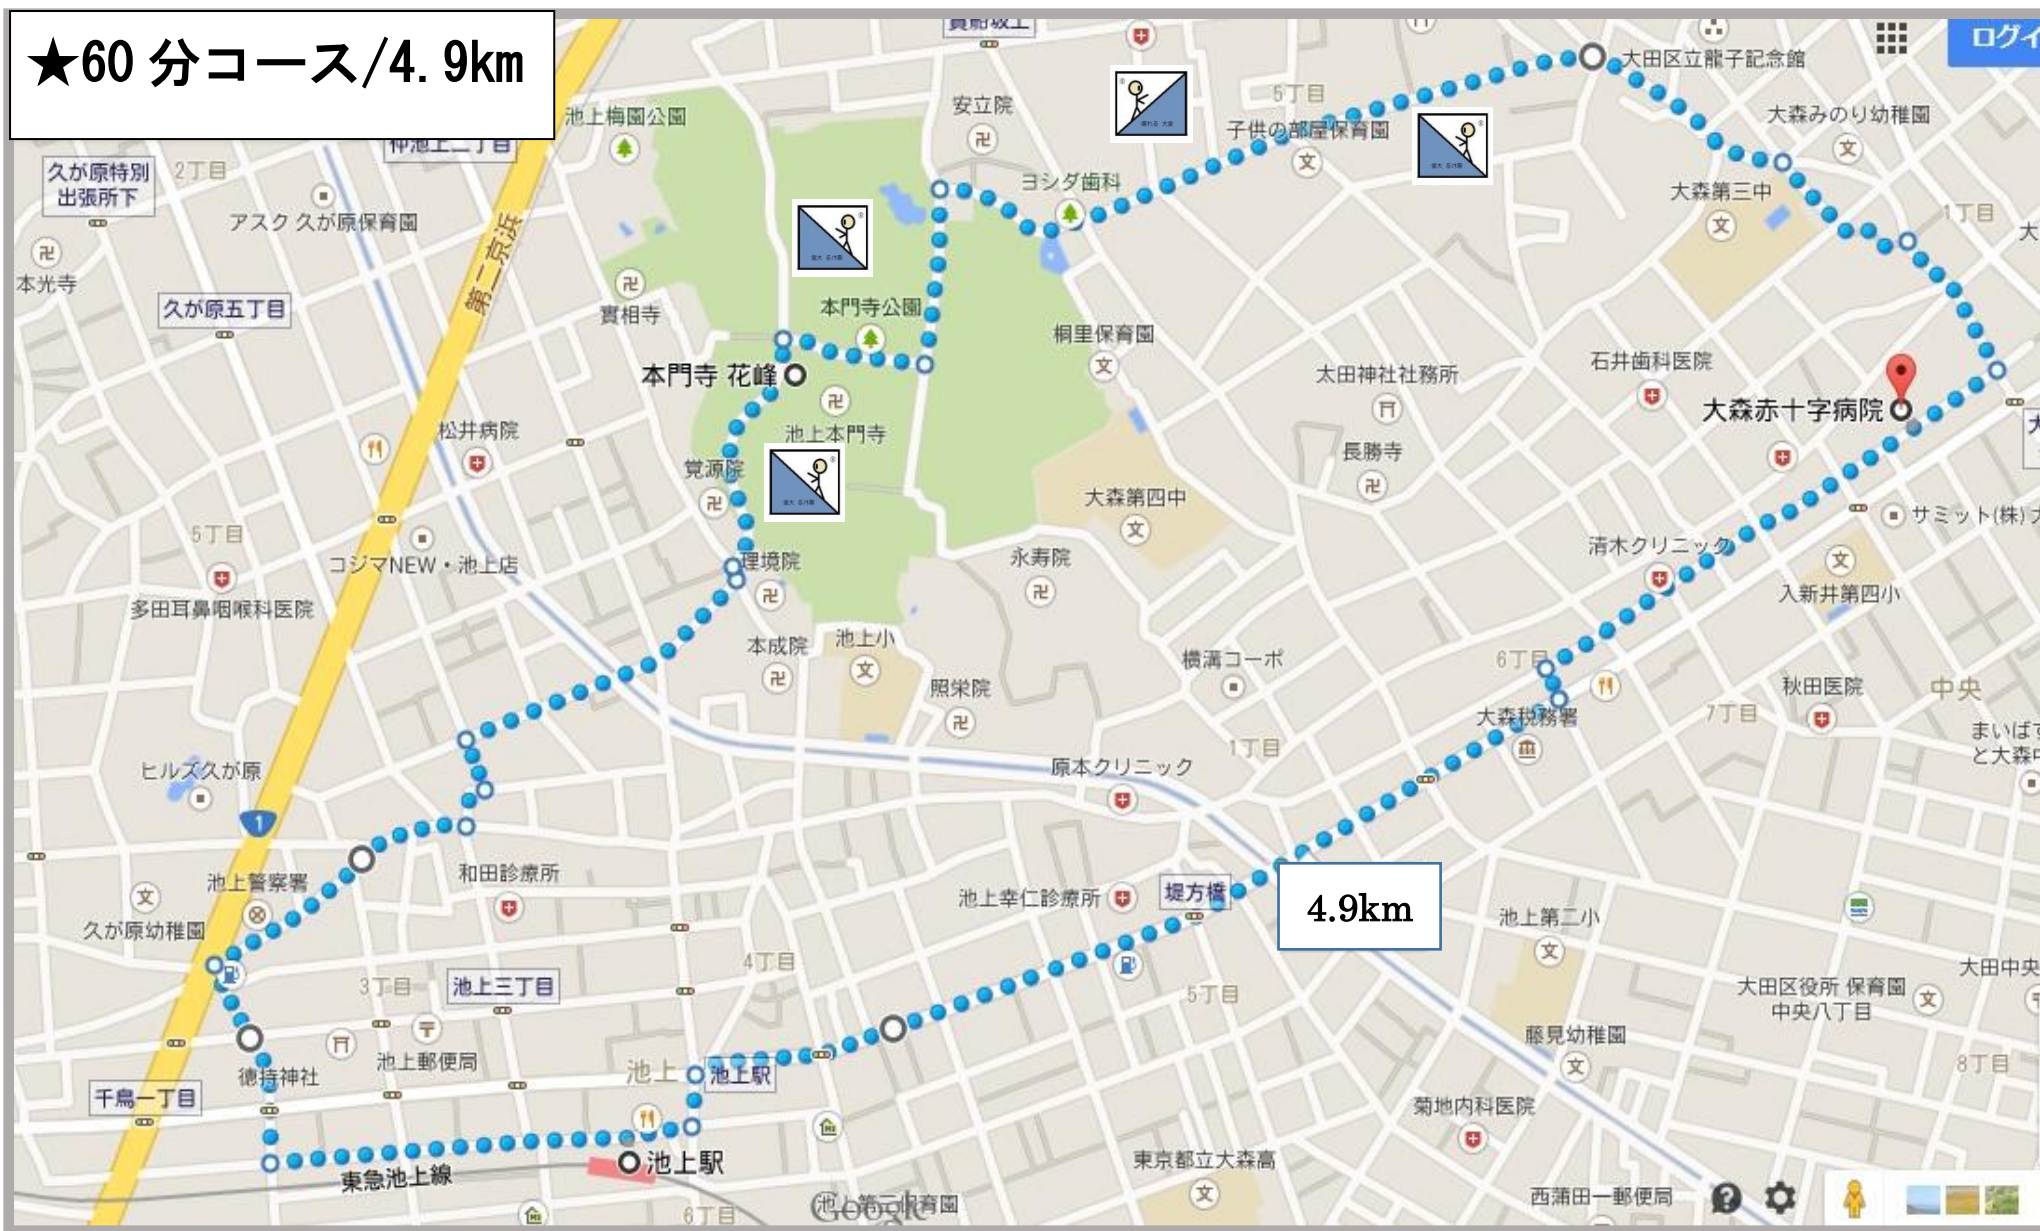 ★60 分コース/4.9km
ログイ
大田区立龍子記念館
5丁目
安立院
池上梅園公園
大森みのり幼稚園
子供の部屋保育園
久が原特別
出張所下
2丁目
ヨシダ歯科
大森第三中
1丁目
アスク 久が原保育園
第二京浜
本光寺
久が原五丁目
實相寺
本門寺公園
桐里保育園
本門寺 花峰
太田神社社務所
石井歯科医院
大森赤十字病院
松井病院
池上本門寺
長勝寺
覚源院
大森第四中
サミット(株)
5丁目
コジマNEW・池上店
理境院
永寿院
清木クリニック
入新井第四小
多田耳鼻咽喉科医院
本成院
池上小
横溝コーポ
6丁目
照栄院
秋田医院
中央
大森税務署
7丁目
1丁目
まいば
と大森
ヒルズ久が原
原本クリニック
1
池上警察署
和田診療所
池上幸仁診療所
堤方橋
4.9km
池上第二小
久が原幼稚園
4丁目
大田中央
3丁目
池上三丁目
5丁目
大田区役所 保育園
中央八丁目
藤見幼稚園
徳持神社
池上郵便局
池上
池上駅
8丁目
千鳥一丁目
菊地内科医院
東急池上線
池上駅
東京都立大森高
西蒲田一郵便局
池上第二保育園
Google
6丁目